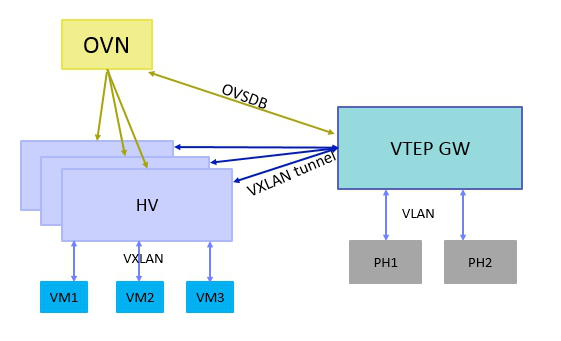 OVN
OVSDB
VTEP GW
VXLAN tunnel
HV
VLAN
VXLAN
PH1
PH2
VM1
VM2
VM3